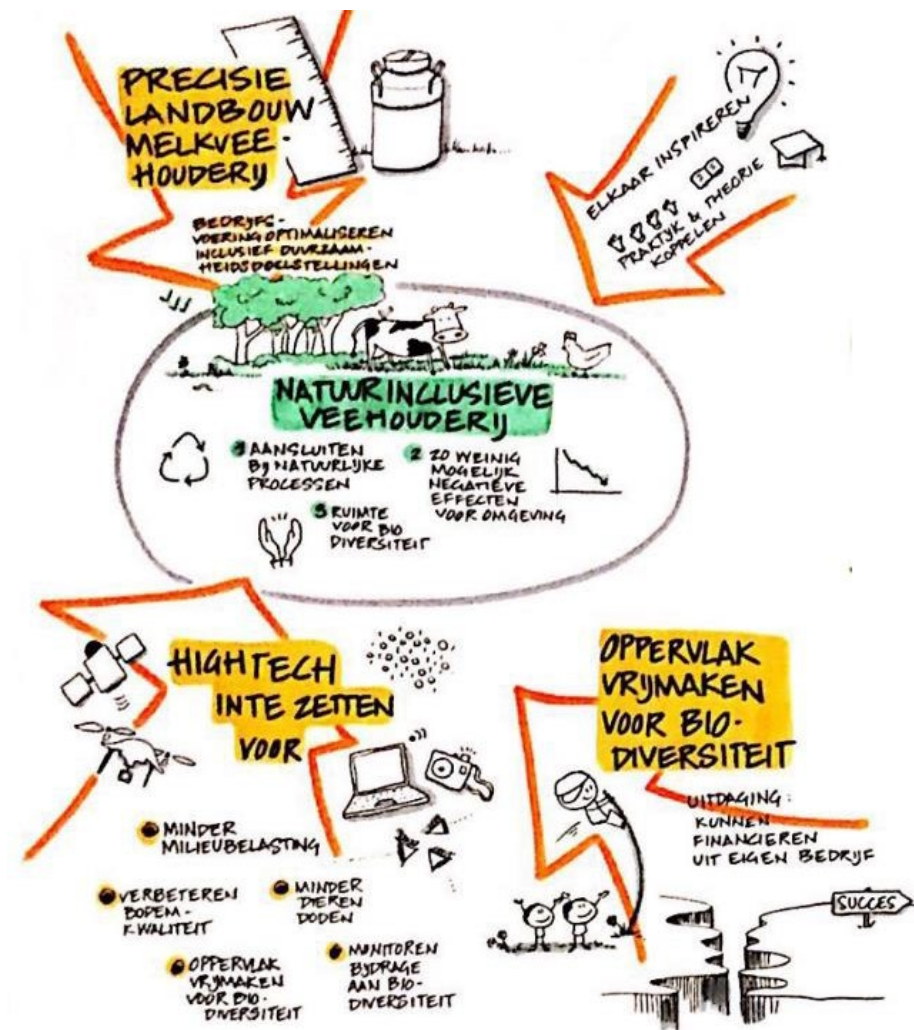 PRECISIE
LANDBOUW
MELKVEE-
HOUDERIJ
BEDRIJFS-
VOERING OPTIMALISEREN
INCLUSIEF DUURZAAM-
HEIDSDOELSTELLINGEN
ELKAAR INSPIREREN
PRAKTIJK & THEORIE
KOPPELEN
NATUURINCLUSIEVE
VEEHOUDERIJ
1 AANSLUITEN
BIJ NATUURLIJKE
PROCESSEN
2 ZO WEINIG
MOGELIJK
NEGATIEVE
EFFECTEN
VOOR OMGEVING
3 RUIMTE
VOOR BIO
DIVERSITEIT
HIGHTECH
IN TE ZETTEN
VOOR
MINDER
MILIEUBELASTING
VERBETEREN
BODEM-
KWALITEIT
MINDER
DIEREN
DODEN
OPPERVLAK
VRIJMAKEN
VOOR BIO-
DIVERSITEIT
MONITOREN
BIJDRAGE
AAN BIO-
DIVERSITEIT
OPPERVLAK
VRIJMAKEN
VOOR BIO-
DIVERSITEIT
UITDAGING:
KUNNEN
FINANCIEREN
UIT EIGEN BEDRIJF
SUCCES